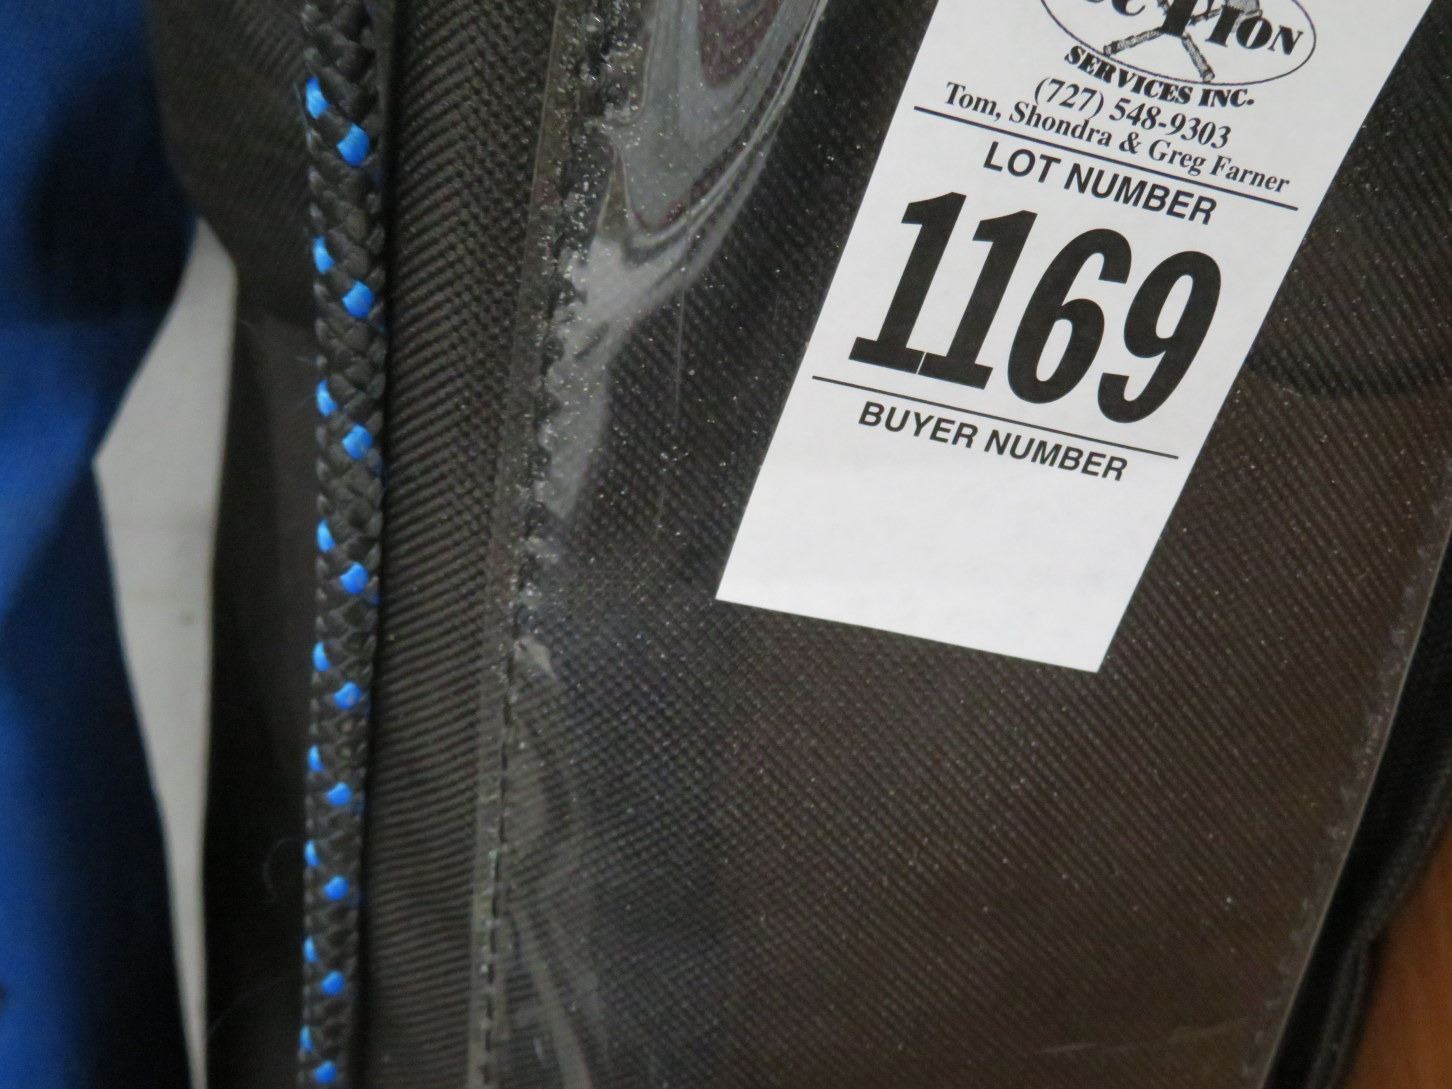 SERVICES INC.
(727) 548-9303
Tom, Shondra & Greg Farner
LOT NUMBER
1169
BUYER NUMBER